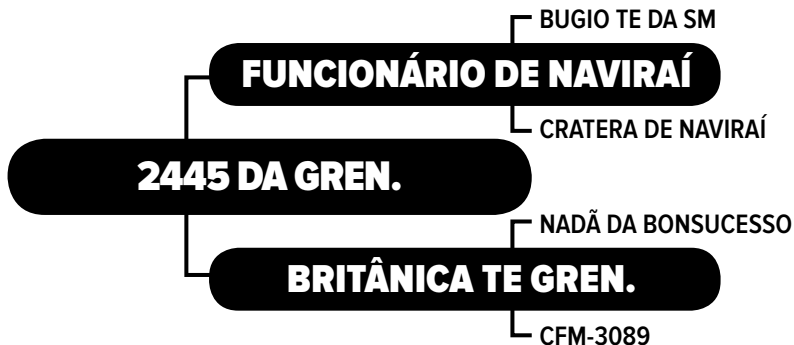 BUGIO TE DA SM
FUNCIONÁRIO DE NAVIRAÍ
CRATERA DE NAVIRAÍ
2445 DA GREN.
NADÃ DA BONSUCESSO
BRITÂNICA TE GREN.
CFM-3089